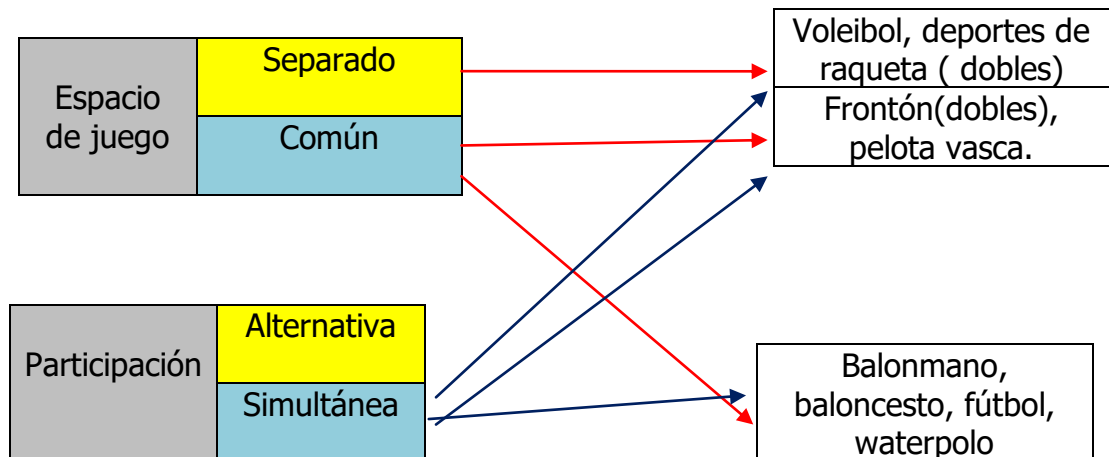 Espacio
de juego
Separado
Común
Voleibol, deportes de
raqueta ( dobles)
Frontón(dobles),
pelota vasca.
Participación
Alternativa
Simultánea
Balonmano,
baloncesto, fútbol,
waterpolo